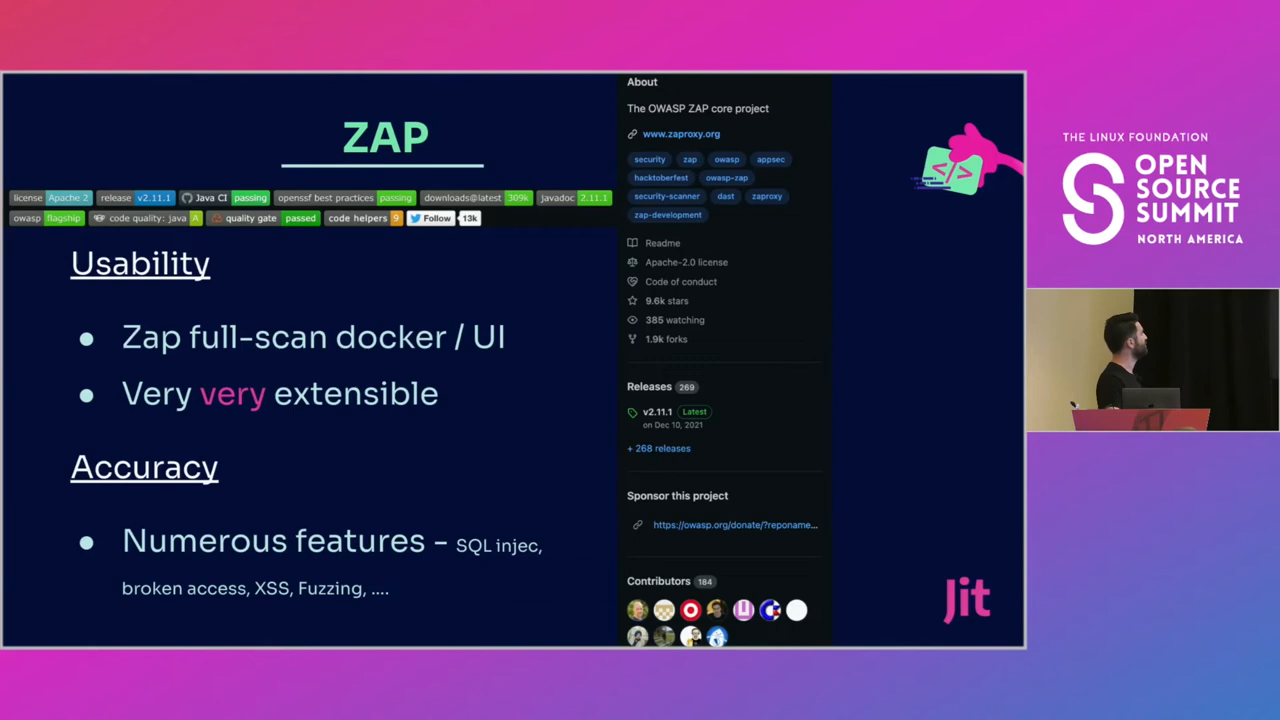 ZAP
license Apache 2 release v2.11.1 Java CI passing openssf best practices passing downloads@latest 309k javadoc 2.11.1
owasp flagship code quality: java A quality gate passed code helpers 9 Follow 13k
Usability
● Zap full-scan docker / UI
● Very very extensible
Accuracy
● Numerous features - SQL injec,
broken access, XSS, Fuzzing, ....
About
The OWASP ZAP core project
www.zaproxy.org
security zap owasp appsec
hacktoberfest owasp-zap
security-scanner dast zaproxy
zap-development
Readme
Apache-2.0 license
Code of conduct
9.6k stars
385 watching
1.9k forks
Releases 269
v2.11.1 Latest
on Dec 10, 2021
+ 268 releases
Sponsor this project
https://owasp.org/donate/?reponame...
Contributors 184
</>
Jit
THE LINUX FOUNDATION
OPEN
SOURCE
SUMMIT
NORTH AMERICA